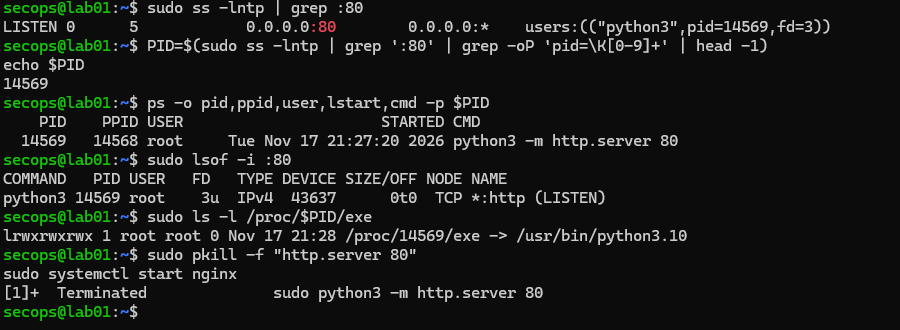 secops@lab01:~$ sudo ss -lntp | grep :80
LISTEN 0      5            0.0.0.0:80        0.0.0.0:*    users:(("python3",pid=14569,fd=3))
secops@lab01:~$ PID=$(sudo ss -lntp | grep ':80' | grep -oP 'pid=\K[0-9]+' | head -1)
echo $PID
14569
secops@lab01:~$ ps -o pid,ppid,user,lstart,cmd -p $PID
    PID    PPID USER                      STARTED CMD
  14569   14568 root     Tue Nov 17 21:27:20 2026 python3 -m http.server 80
secops@lab01:~$ sudo lsof -i :80
COMMAND   PID USER   FD   TYPE DEVICE SIZE/OFF NODE NAME
python3 14569 root    3u  IPv4  43637      0t0  TCP *:http (LISTEN)
secops@lab01:~$ sudo ls -l /proc/$PID/exe
lrwxrwxrwx 1 root root 0 Nov 17 21:28 /proc/14569/exe -> /usr/bin/python3.10
secops@lab01:~$ sudo pkill -f "http.server 80"
sudo systemctl start nginx
[1]+  Terminated              sudo python3 -m http.server 80
secops@lab01:~$